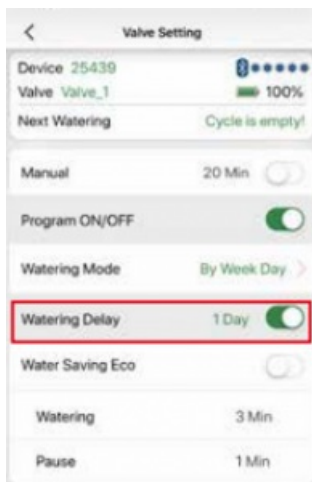 Valve Setting
Device 25439
Valve Valve_1 100%
Next Watering Cycle is empty!
Manual 20 Min
Program ON/OFF
Watering Mode By Week Day
Watering Delay 1 Day
Water Saving Eco
Watering 3 Min
Pause 1 Min